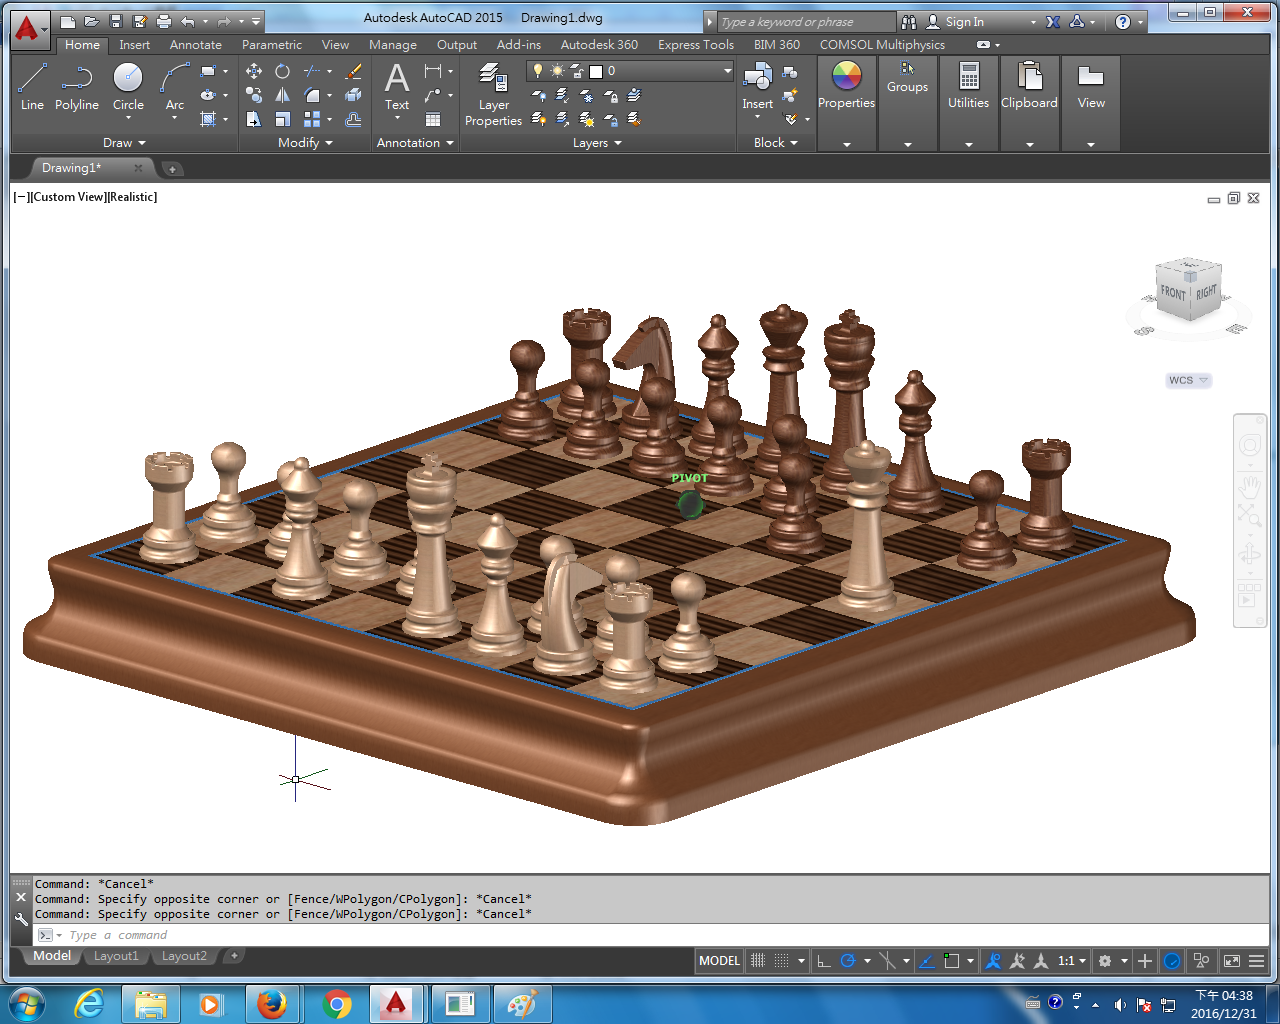 Autodesk AutoCAD 2015 Drawing1.dwg
Type a keyword or phrase
Sign In
Home Insert Annotate Parametric View Manage Output Add-ins Autodesk 360 Express Tools BIM 360 COMSOL Multiphysics
Line Polyline Circle Arc
Text
Layer Properties
0
Insert
Properties
Groups
Utilities
Clipboard
View
Draw Modify Annotation Layers Block
Drawing1*
[−][Custom View][Realistic]
FRONT RIGHT
WCS
PIVOT
Command: *Cancel*
Command: Specify opposite corner or [Fence/WPolygon/CPolygon]: *Cancel*
Command: Specify opposite corner or [Fence/WPolygon/CPolygon]: *Cancel*
Type a command
Model Layout1 Layout2
MODEL
1:1
下午 04:38
2016/12/31